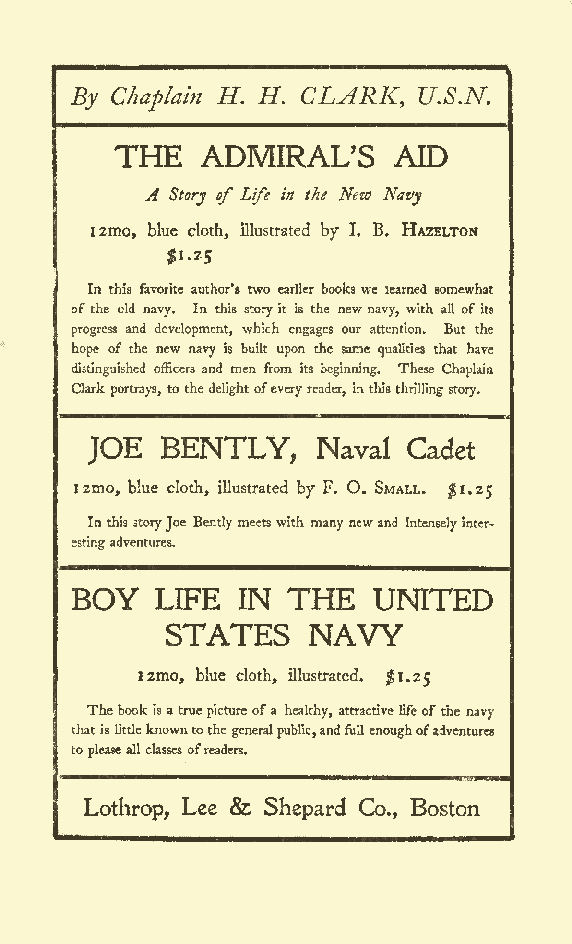 By Chaplain H. H. CLARK, U.S.N.
THE ADMIRAL'S AID
A Story of Life in the New Navy
12mo, blue cloth, illustrated by I. B. HAZELTON
$1.25
In this favorite author's two earlier books we learned somewhat
of the old navy. In this story it is the new navy, with all of its
progress and development, which engages our attention. But the
hope of the new navy is built upon the same qualities that have
distinguished officers and men from its beginning. These Chaplain
Clark portrays, to the delight of every reader, in this thrilling story.
JOE BENTLY, Naval Cadet
12mo, blue cloth, illustrated by F. O. SMALL. $1.25
In this story Joe Bently meets with many new and intensely inter-
esting adventures.
BOY LIFE IN THE UNITED
STATES NAVY
12mo, blue cloth, illustrated. $1.25
The book is a true picture of a healthy, attractive life of the navy
that is little known to the general public, and full enough of adventures
to please all classes of readers.
Lothrop, Lee & Shepard Co., Boston